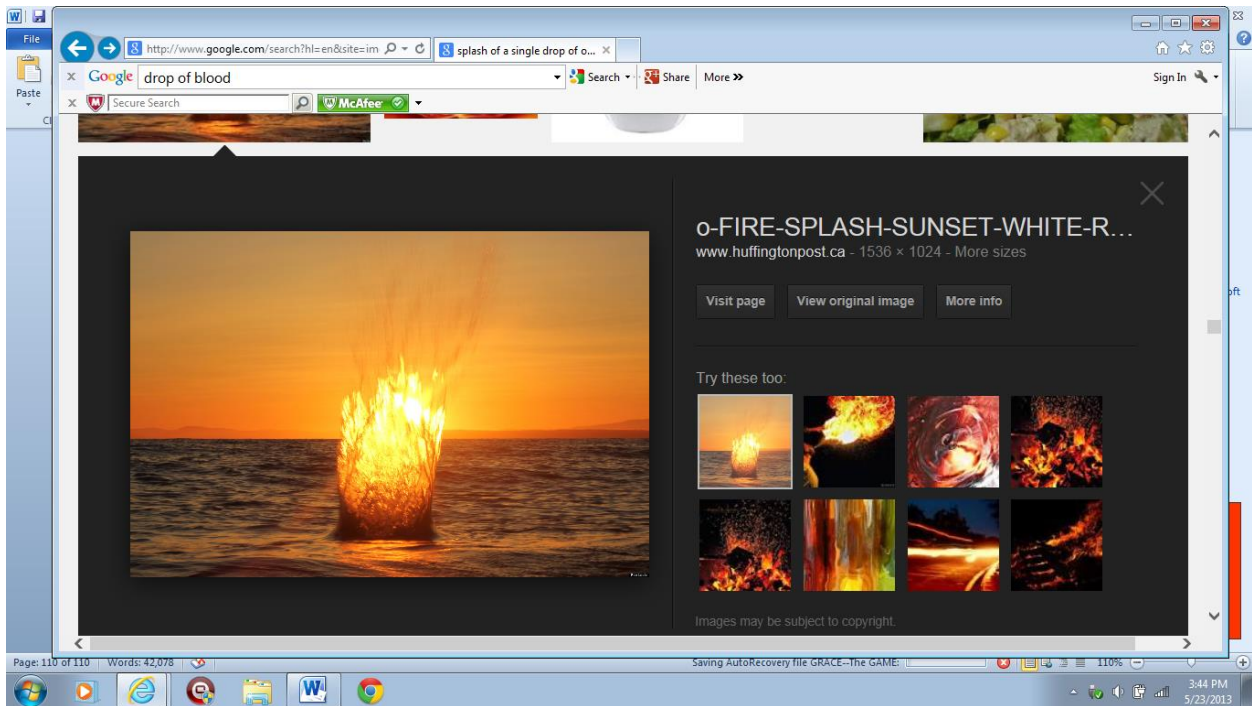 File
Paste
http://www.google.com/search?hl=en&site=im
splash of a single drop of o...
Google drop of blood Search Share More » Sign In
Secure Search McAfee
o-FIRE-SPLASH-SUNSET-WHITE-R...
www.huffingtonpost.ca - 1536 × 1024 - More sizes
Visit page View original image More info
Try these too:
Images may be subject to copyright.
Page: 110 of 110 Words: 42,078 Saving AutoRecovery file GRACE--The GAME: 110%
3:44 PM
5/23/2013